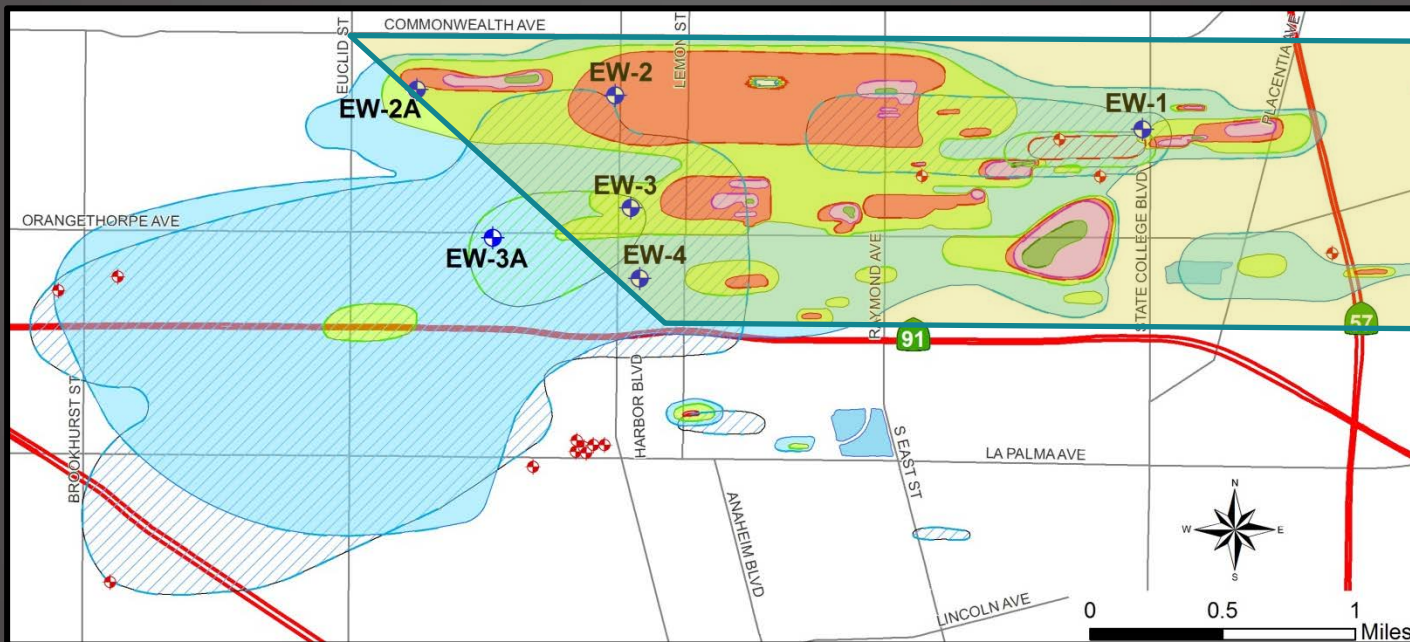 COMMONWEALTH AVE
EUCLID ST
LEMON ST
PLACENTIA AVE
EW-2
EW-2A
EW-1
EW-3
ORANGETHORPE AVE
EW-3A
EW-4
RAYMOND AVE
STATE COLLEGE BLVD
91
57
BROOKHURST ST
HARBOR BLVD
S EAST ST
LA PALMA AVE
ANAHEIM BLVD
N
W
E
S
LINCOLN AVE
0 0.5 1
Miles